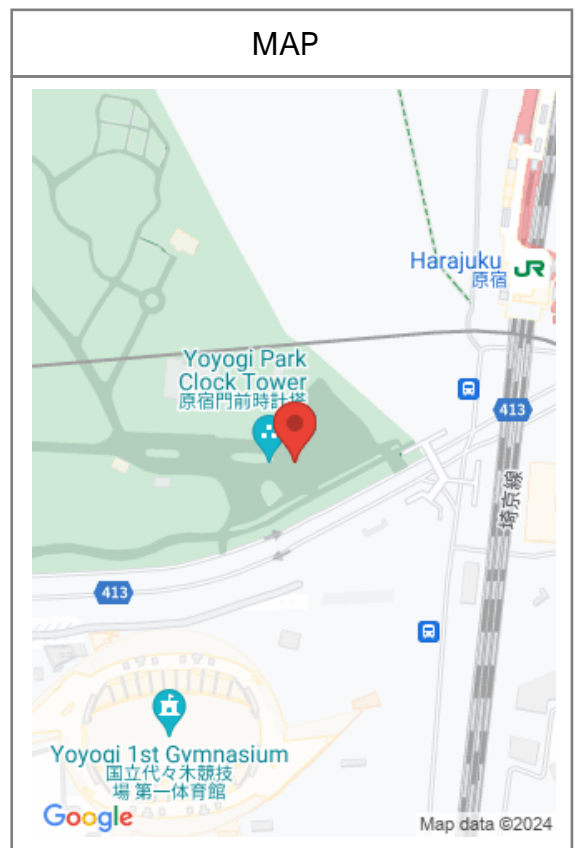 MAP
Harajuku
原宿
JR
Yoyogi Park
Clock Tower
原宿門前時計塔
413
埼京線
413
Yoyogi 1st Gymnasium
国立代々木競技
場 第一体育館
Google
Map data ©2024